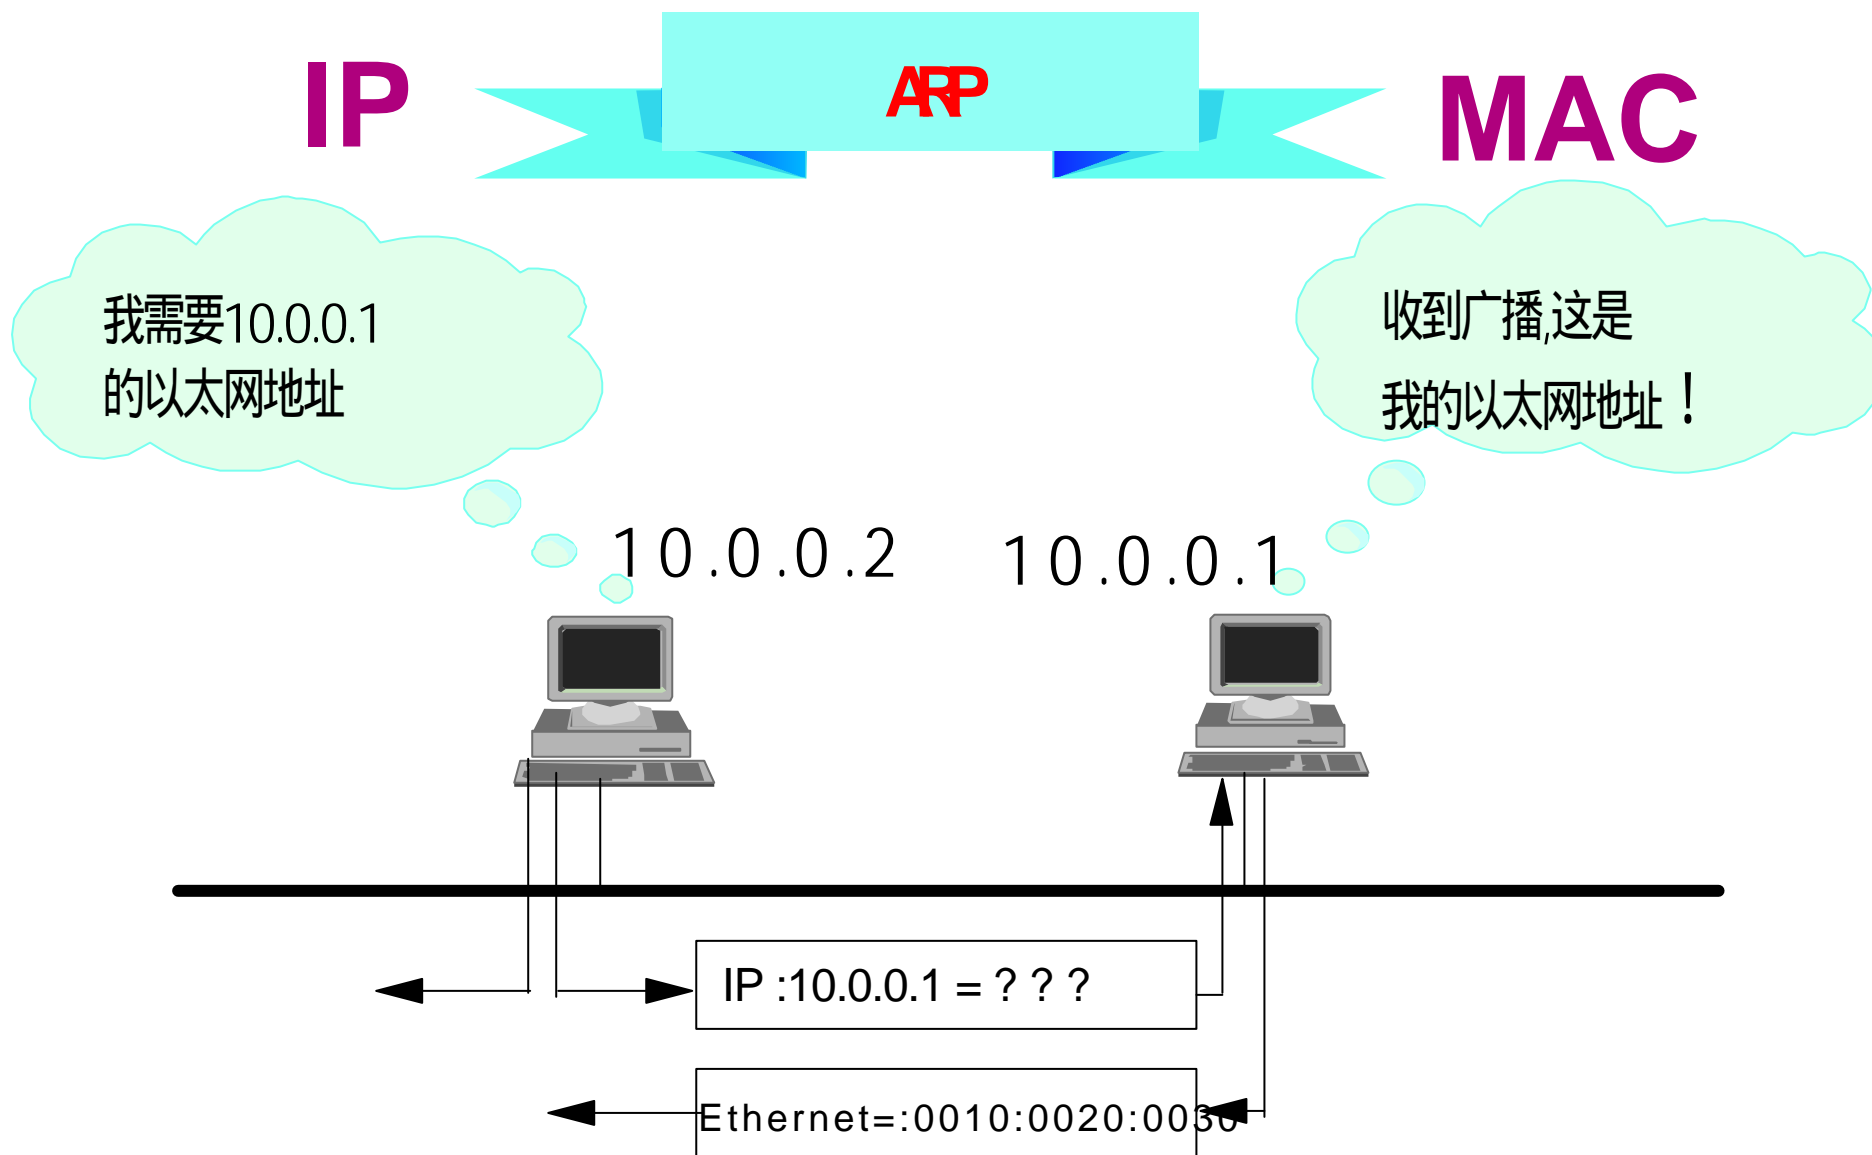 IP
ARP
MAC
我需要10.0.0.1
的以太网地址
收到广播,这是
我的以太网地址！
10.0.0.2
10.0.0.1
IP :10.0.0.1 = ? ? ?
Ethernet=:0010:0020:0030